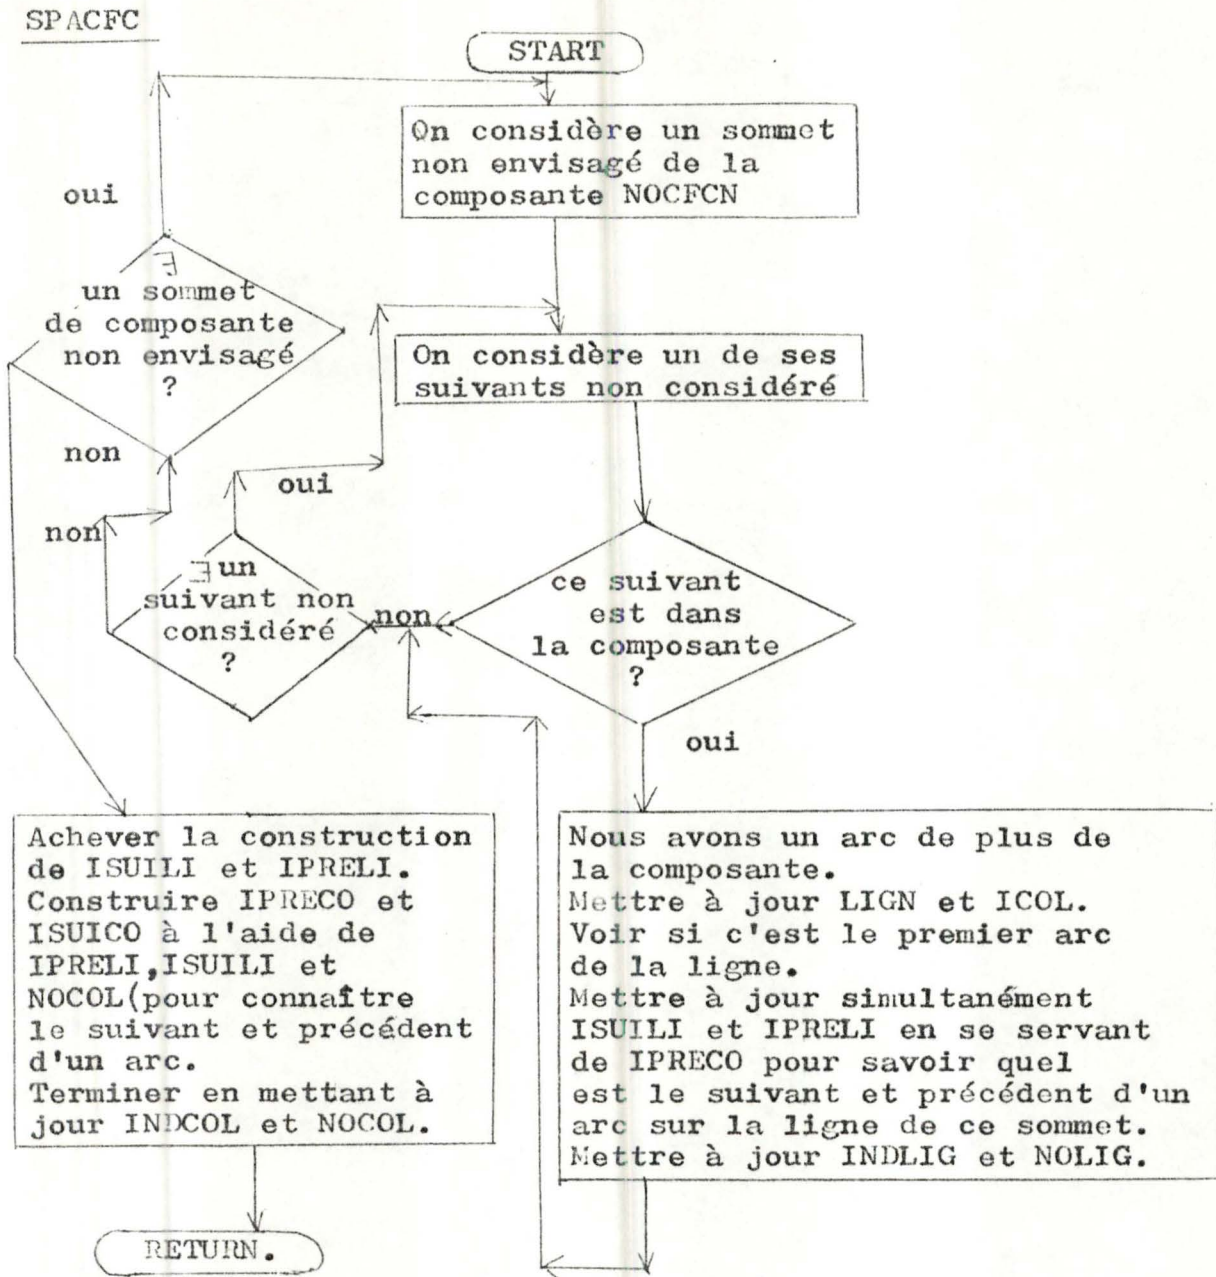 SPACFC
START
On considère un sommet
non envisagé de la
composante NOCFCN
oui
∃
un sommet
de composante
non envisagé
?
non
On considère un de ses
suivants non considéré
oui
non
∃ un
suivant non
considéré
?
non
ce suivant
est dans
la composante
?
oui
Achever la construction
de ISUILI et IPRELI.
Construire IPRECO et
ISUICO à l'aide de
IPRELI,ISUILI et
NOCOL(pour connaître
le suivant et précédent
d'un arc.
Terminer en mettant à
jour INDCOL et NOCOL.
Nous avons un arc de plus de
la composante.
Mettre à jour LIGN et ICOL.
Voir si c'est le premier arc
de la ligne.
Mettre à jour simultanément
ISUILI et IPRELI en se servant
de IPRECO pour savoir quel
est le suivant et précédent d'un
arc sur la ligne de ce sommet.
Mettre à jour INDLIG et NOLIG.
RETURN.